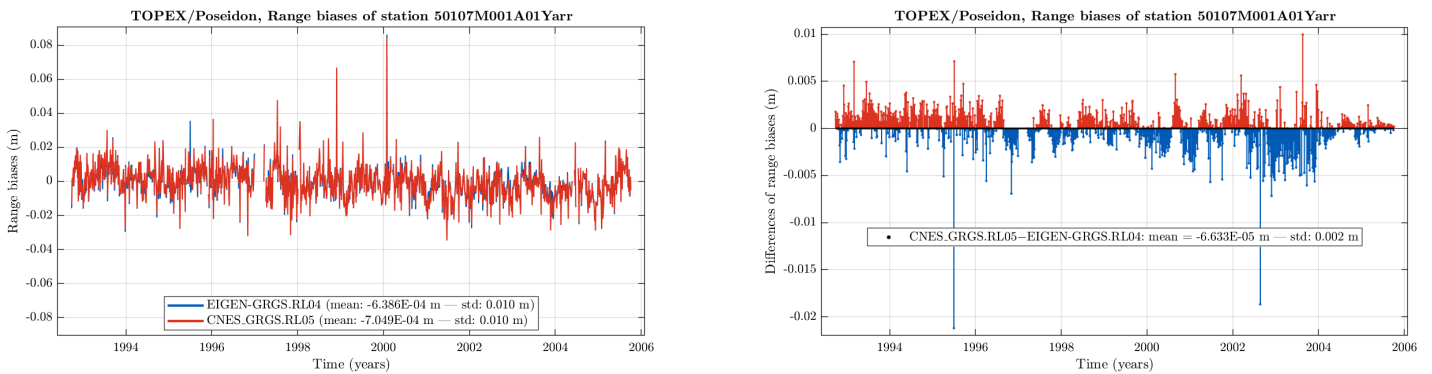 TOPEX/Poseidon, Range biases of station 50107M001A01Yarr
Range biases (m)
0.08
0.06
0.04
0.02
0
-0.02
-0.04
-0.06
-0.08
EIGEN-GRGS.RL04 (mean: -6.386E-04 m — std: 0.010 m)
CNES_GRGS.RL05 (mean: -7.049E-04 m — std: 0.010 m)
1994 1996 1998 2000 2002 2004 2006
Time (years)
TOPEX/Poseidon, Range biases of station 50107M001A01Yarr
Differences of range biases (m)
0.01
0.005
0
-0.005
-0.01
-0.015
-0.02
CNES_GRGS.RL05−EIGEN-GRGS.RL04: mean = -6.633E-05 m — std: 0.002 m
1994 1996 1998 2000 2002 2004 2006
Time (years)